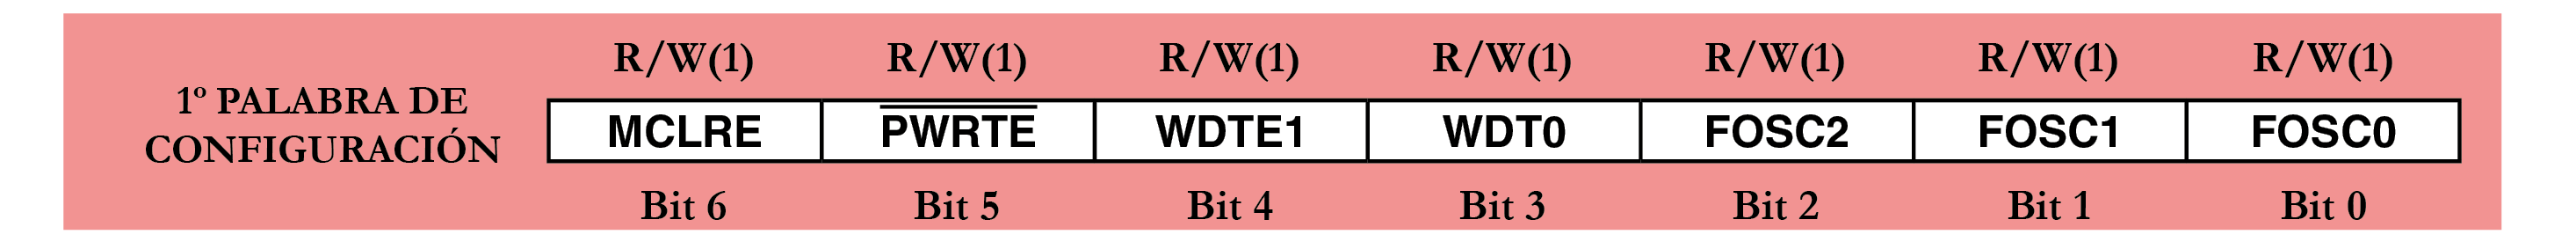 R/W(1) R/W(1) R/W(1) R/W(1) R/W(1) R/W(1) R/W(1)
1º PALABRA DE
CONFIGURACIÓN
MCLRE PWRTE WDTE1 WDT0 FOSC2 FOSC1 FOSC0
Bit 6 Bit 5 Bit 4 Bit 3 Bit 2 Bit 1 Bit 0